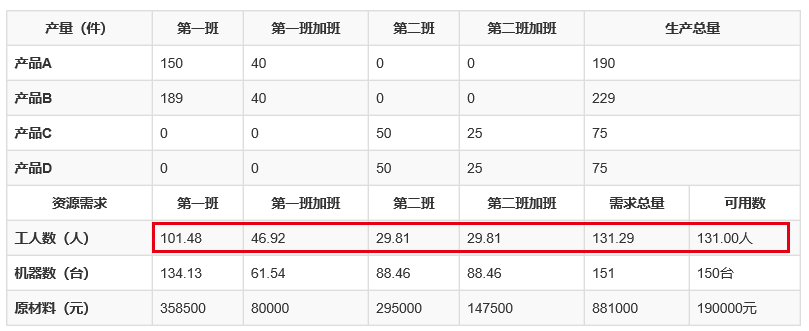 产量（件） 第一班 第一班加班 第二班 第二班加班 生产总量
产品A 150 40 0 0 190
产品B 189 40 0 0 229
产品C 0 0 50 25 75
产品D 0 0 50 25 75
资源需求 第一班 第一班加班 第二班 第二班加班 需求总量 可用数
工人数（人） 101.48 46.92 29.81 29.81 131.29 131.00人
机器数（台） 134.13 61.54 88.46 88.46 151 150台
原材料（元） 358500 80000 295000 147500 881000 190000元